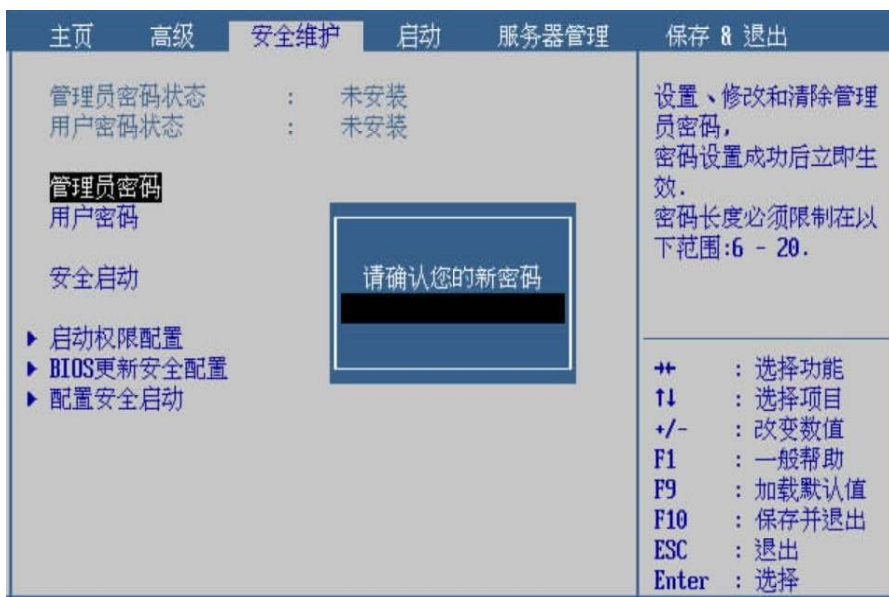 主页 高级 安全维护 启动 服务器管理 保存 & 退出
管理员密码状态 : 未安装
用户密码状态 : 未安装
管理员密码
用户密码
安全启动
启动权限配置
BIOS更新安全配置
配置安全启动
请确认您的新密码
设置、修改和清除管理
员密码,
密码设置成功后立即生
效.
密码长度必须限制在以
下范围:6 - 20.
→← : 选择功能
↑↓ : 选择项目
+/- : 改变数值
F1 : 一般帮助
F9 : 加载默认值
F10 : 保存并退出
ESC : 退出
Enter : 选择